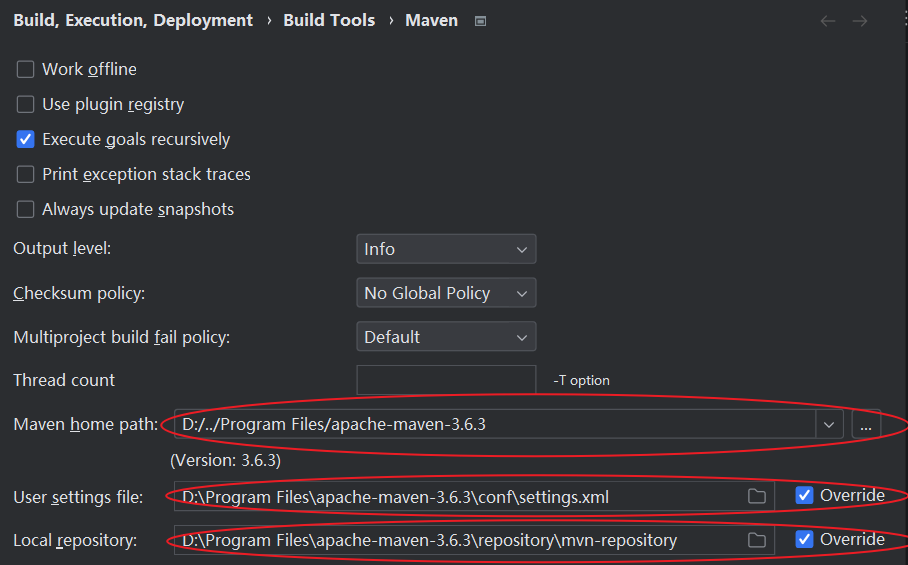 Build, Execution, Deployment › Build Tools › Maven
Work offline
Use plugin registry
Execute goals recursively
Print exception stack traces
Always update snapshots
Output level: Info
Checksum policy: No Global Policy
Multiproject build fail policy: Default
Thread count -T option
Maven home path: D:/../Program Files/apache-maven-3.6.3 ...
(Version: 3.6.3)
User settings file: D:\Program Files\apache-maven-3.6.3\conf\settings.xml Override
Local repository: D:\Program Files\apache-maven-3.6.3\repository\mvn-repository Override